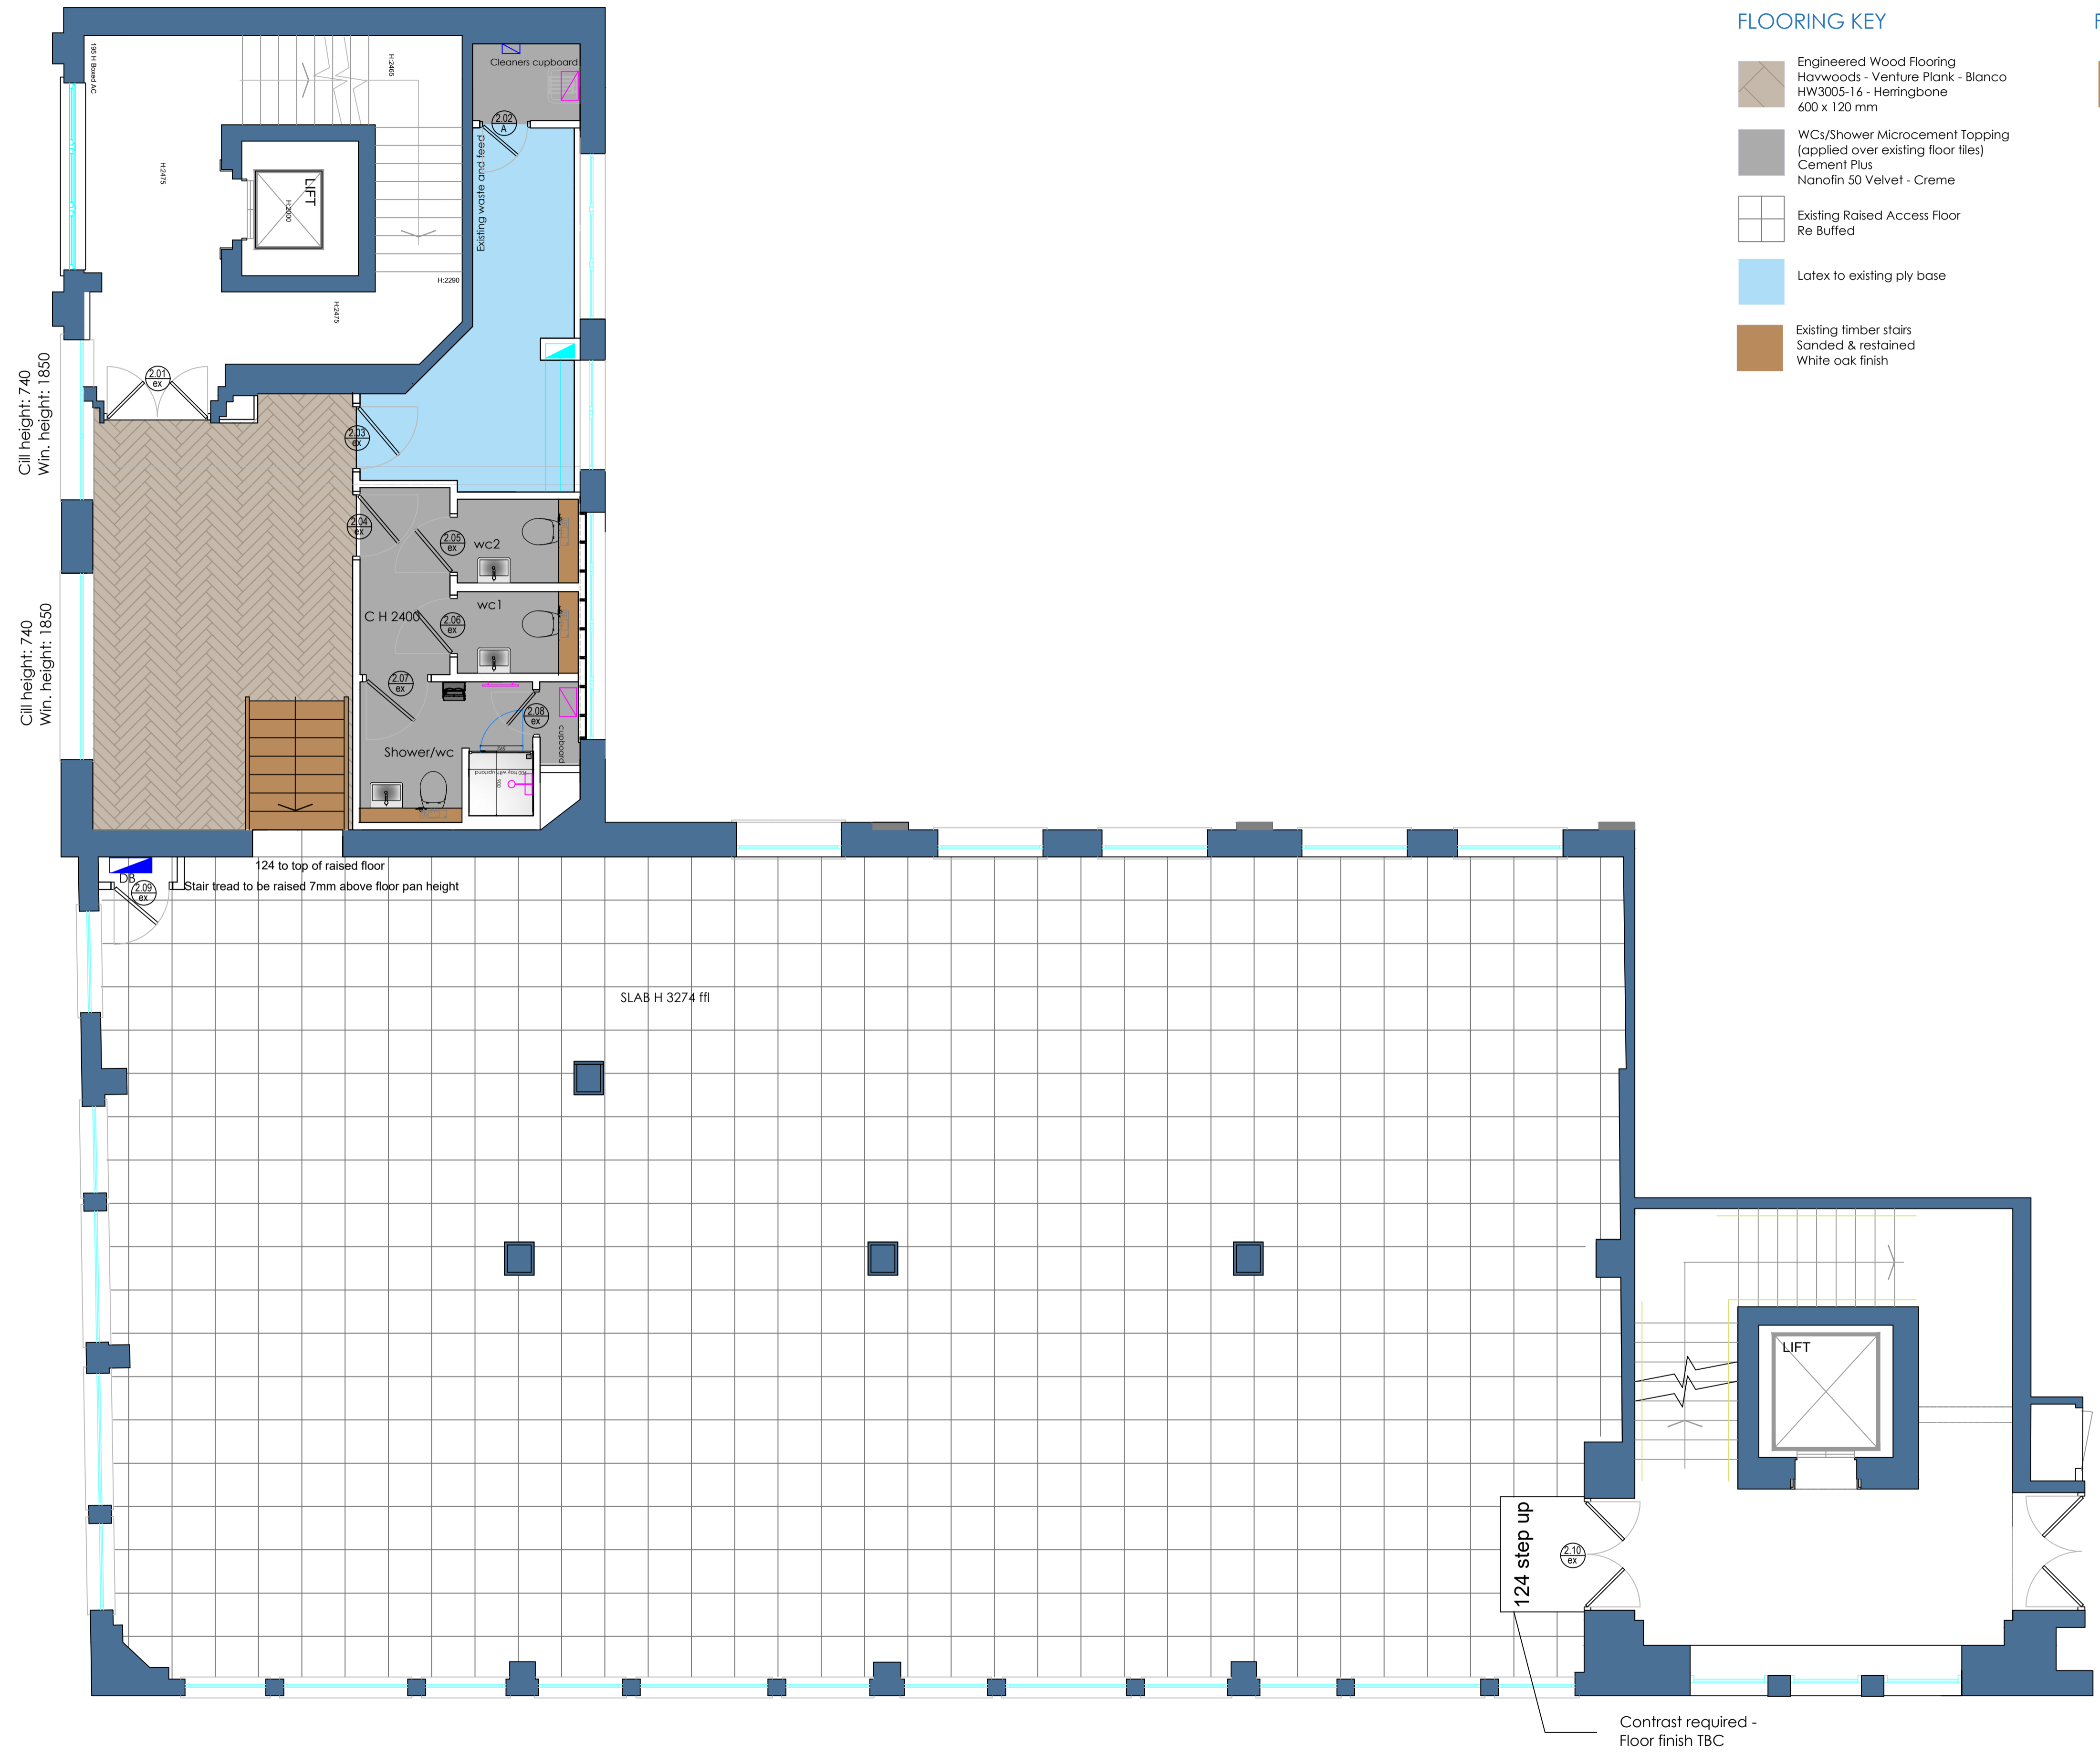 FLOORING KEY
F
Engineered Wood Flooring
Havwoods - Venture Plank - Blanco
HW3005-16 - Herringbone
600 x 120 mm
WCs/Shower Microcement Topping
(applied over existing floor tiles)
Cement Plus
Nanofin 50 Velvet - Creme
Existing Raised Access Floor
Re Buffed
Latex to existing ply base
Existing timber stairs
Sanded & restained
White oak finish
195 H Boxed AC
H:2465
Cleaners cupboard
2.02
A
Existing waste and feed
H:2475
LIFT
H:2000
H:2290
H:2475
Cill height: 740
Win. height: 1850
2.01
ex
2.03
ex
2.04
ex
2.05
ex
wc2
wc1
C H 2400
2.06
ex
Cill height: 740
Win. height: 1850
2.07
ex
2.08
ex
cupboard
Shower/wc
900
124 to top of raised floor
DB
2.09
ex
Stair tread to be raised 7mm above floor pan height
SLAB H 3274 ffl
LIFT
124 step up
2.10
ex
Contrast required -
Floor finish TBC